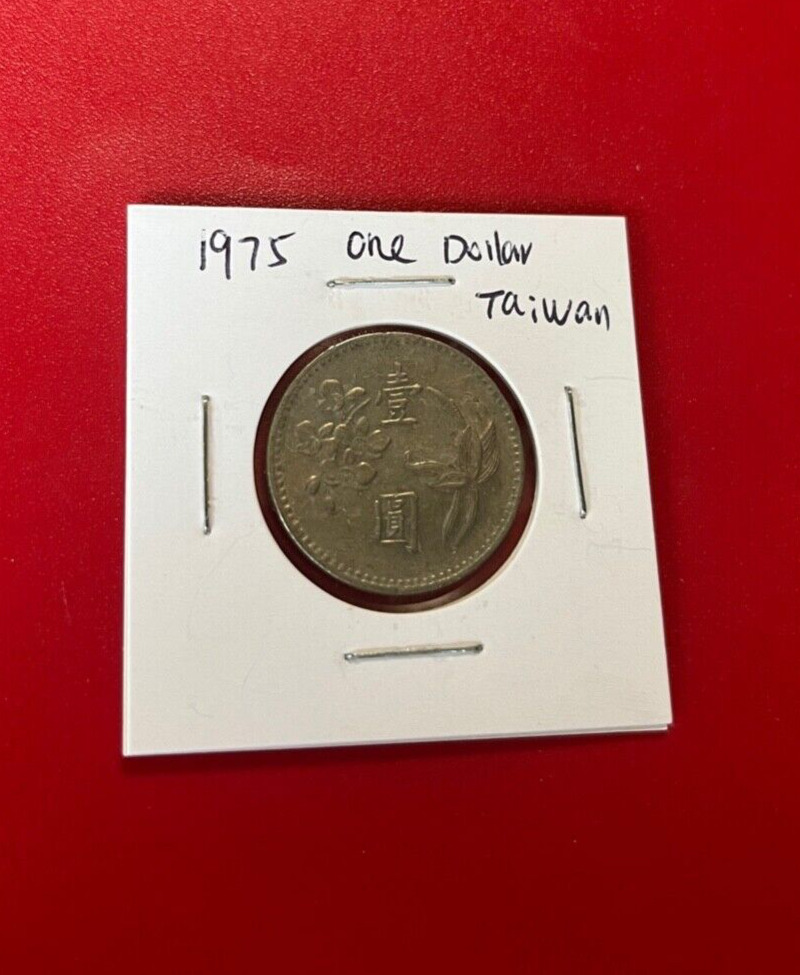 1975 One Dollar
Taiwan
壹
圓